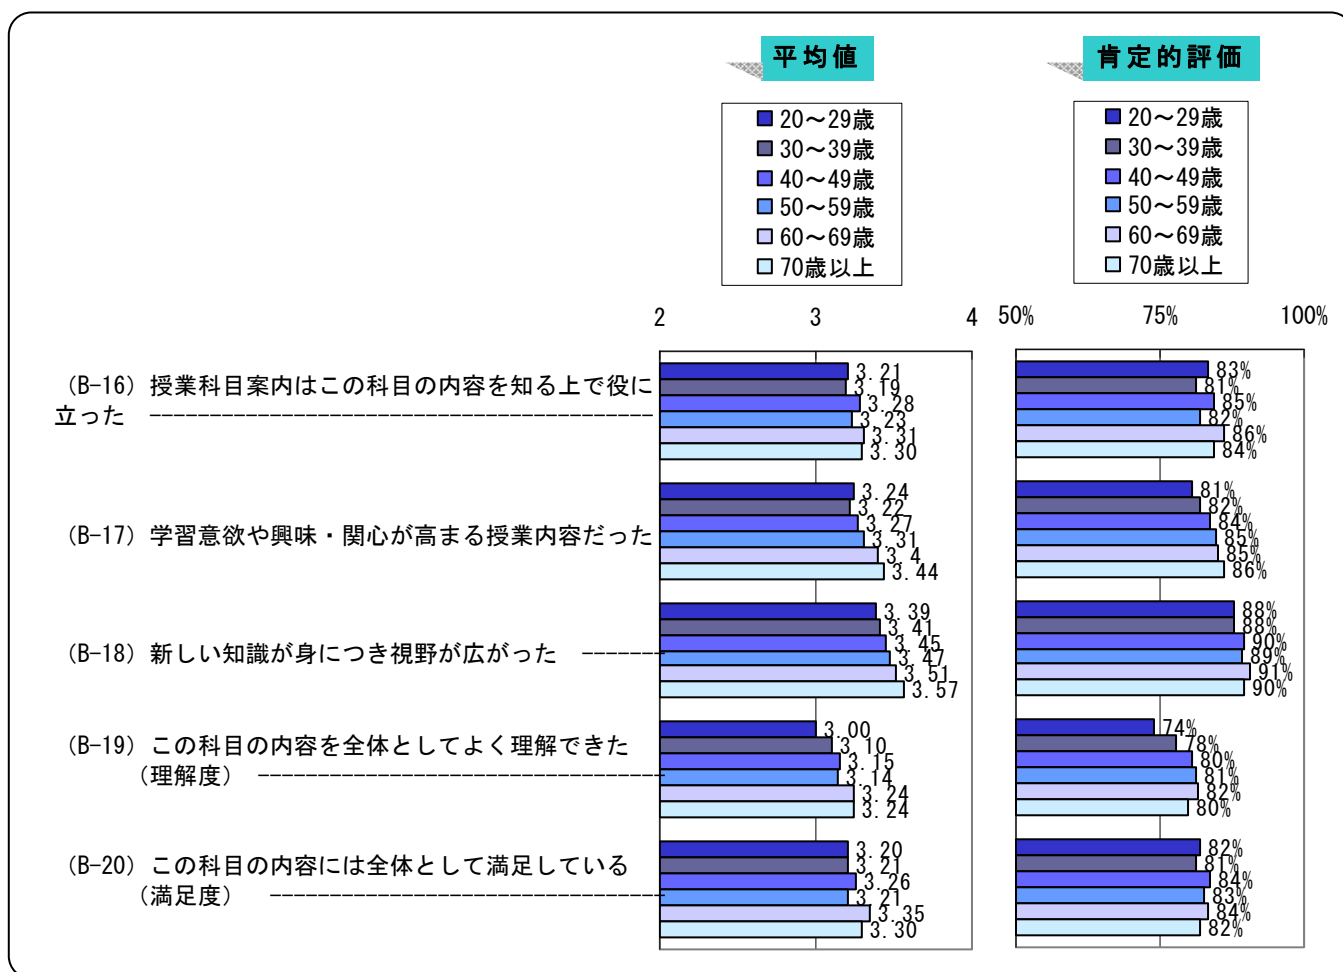 平均値
肯定的評価
20～29歳
30～39歳
40～49歳
50～59歳
60～69歳
70歳以上
20～29歳
30～39歳
40～49歳
50～59歳
60～69歳
70歳以上
2 3 4
50% 75% 100%
(B-16) 授業科目案内はこの科目の内容を知る上で役に
立った
3.21
3.19
3.28
3.23
3.31
3.30
83%
81%
85%
82%
86%
84%
(B-17) 学習意欲や興味・関心が高まる授業内容だった
3.24
3.22
3.27
3.31
3.4
3.44
81%
82%
84%
85%
85%
86%
(B-18) 新しい知識が身につき視野が広がった
3.39
3.41
3.45
3.47
3.51
3.57
88%
88%
90%
89%
91%
90%
(B-19) この科目の内容を全体としてよく理解できた
(理解度)
3.00
3.10
3.15
3.14
3.24
3.24
74%
78%
80%
81%
82%
80%
(B-20) この科目の内容には全体として満足している
(満足度)
3.20
3.21
3.26
3.21
3.35
3.30
82%
81%
84%
83%
84%
82%